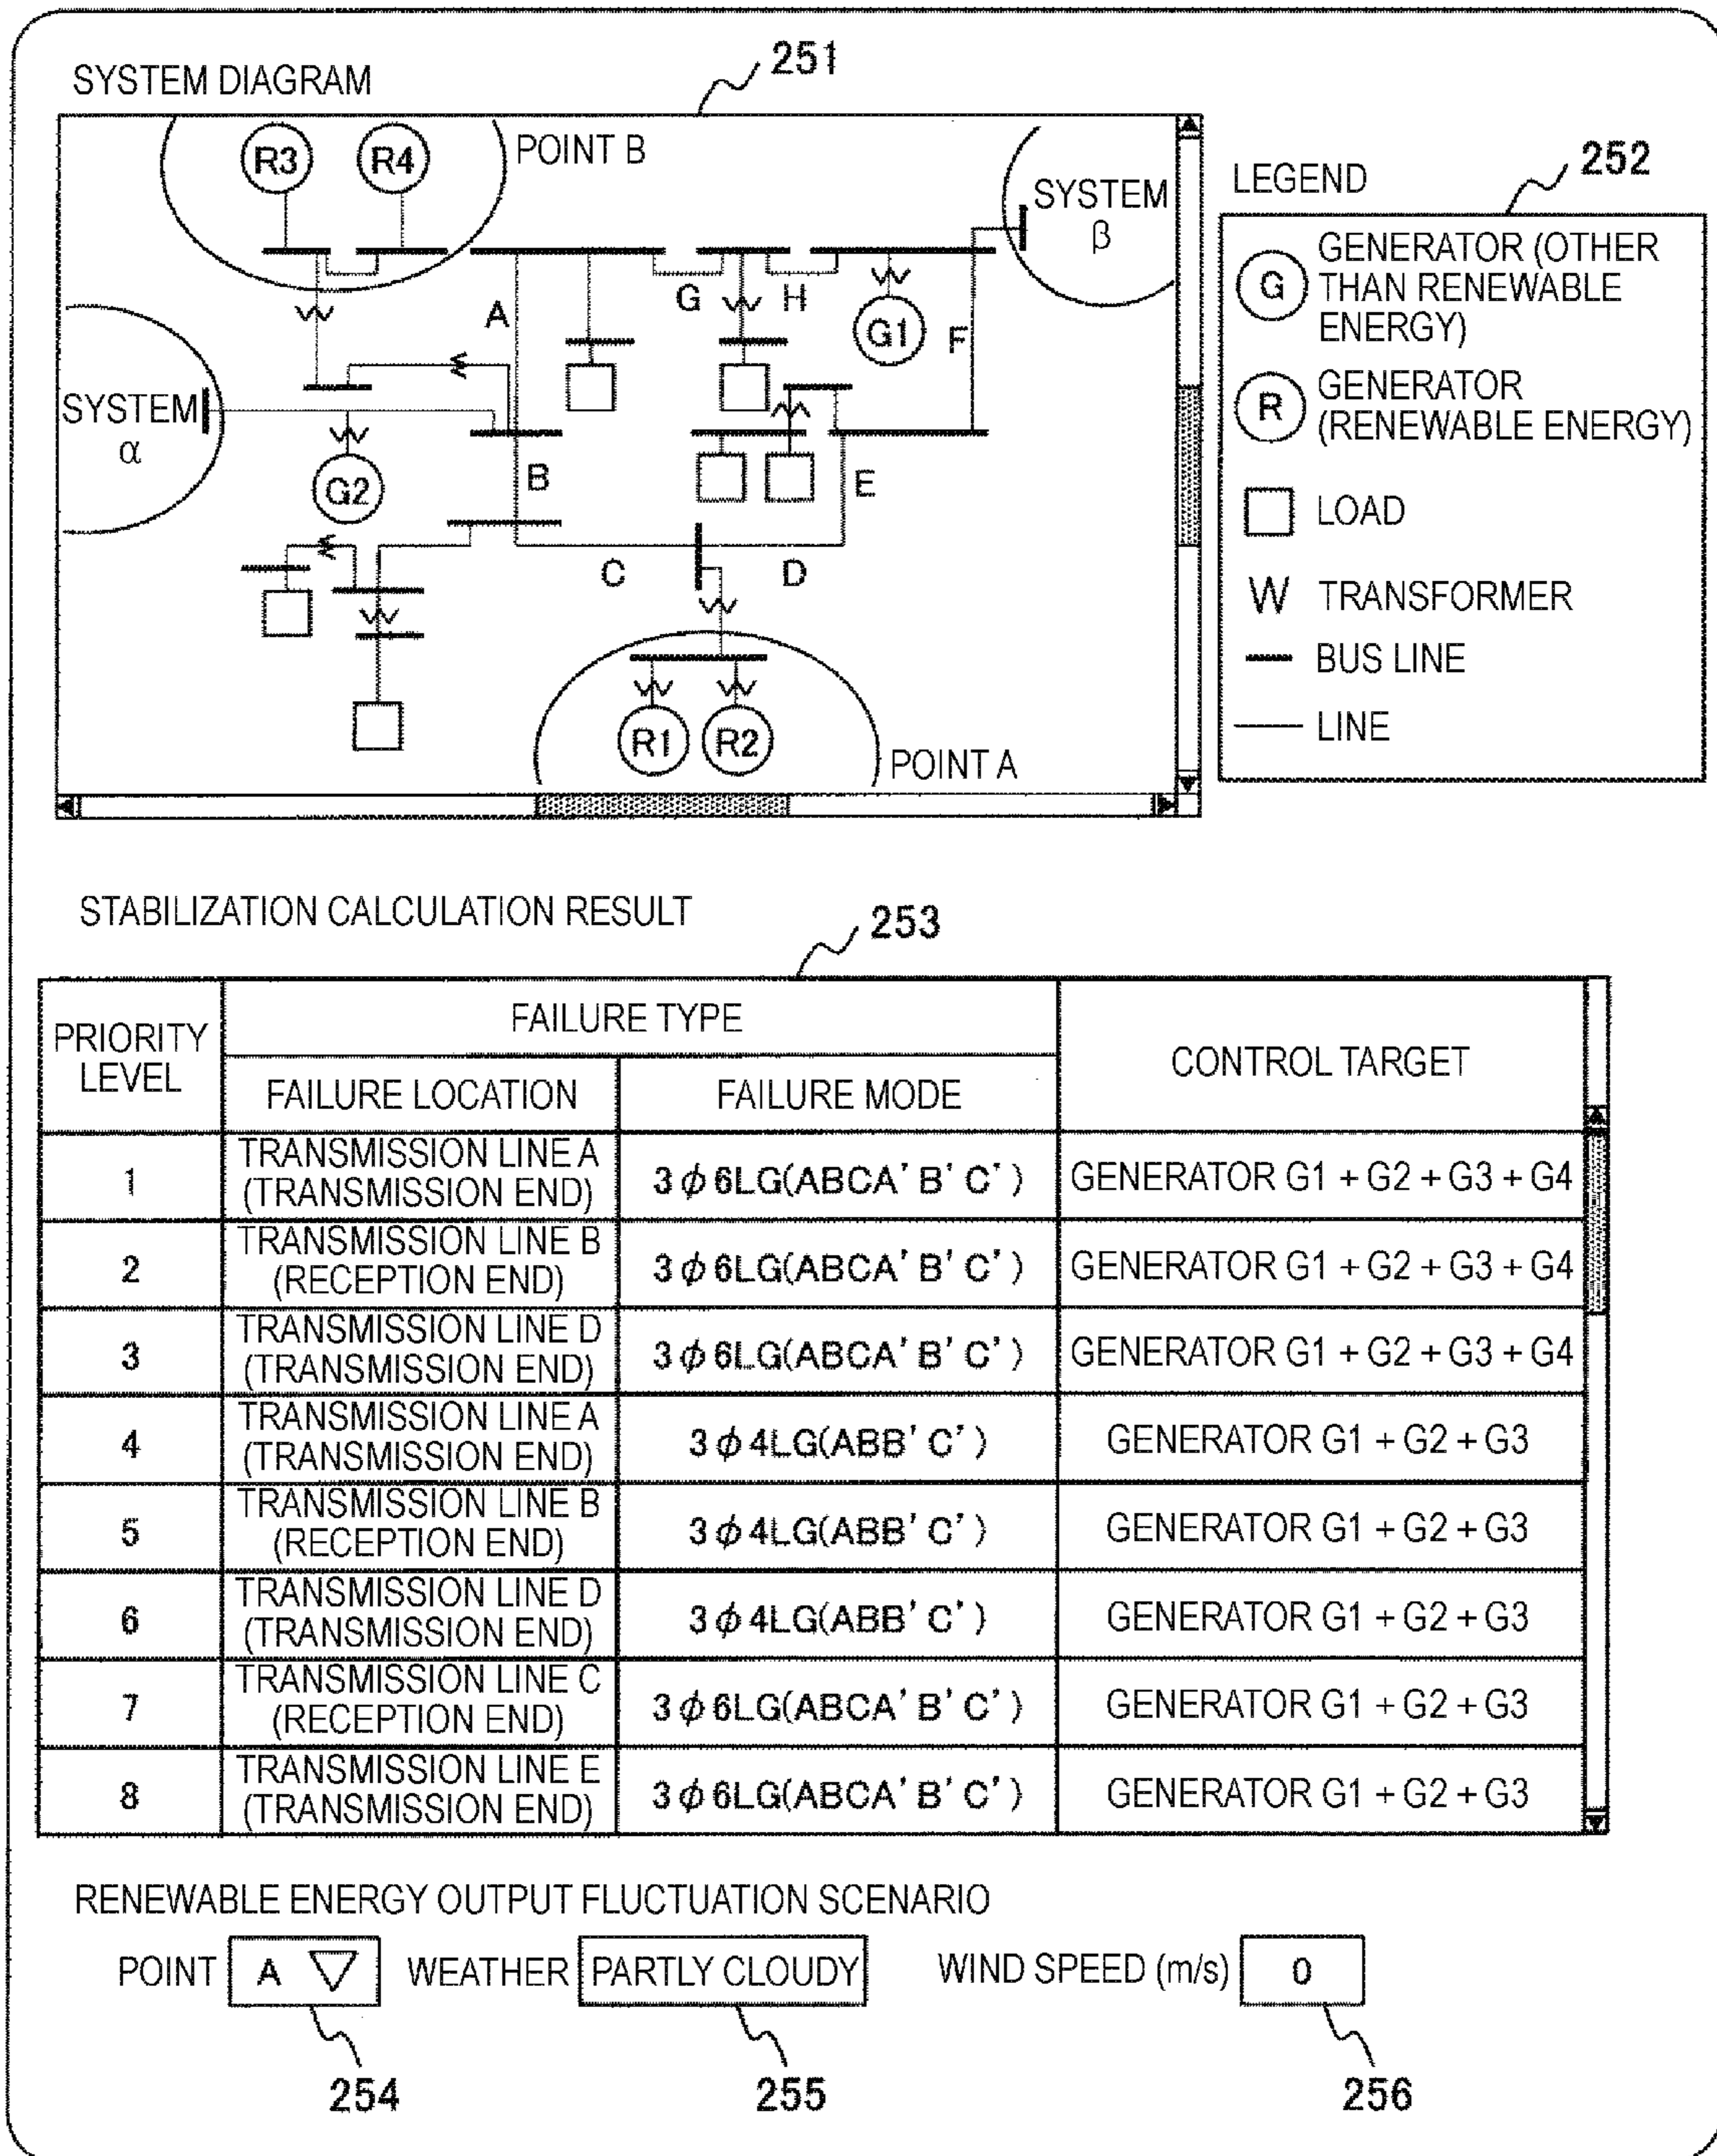 SYSTEM DIAGRAM
251
R3
R4
POINT B
SYSTEM
β
A
G
H
G1
F
SYSTEM
α
G2
B
E
C
D
R1
R2
POINT A
LEGEND
252
G
GENERATOR (OTHER
THAN RENEWABLE
ENERGY)
R
GENERATOR
(RENEWABLE ENERGY)
LOAD
TRANSFORMER
BUS LINE
LINE
STABILIZATION CALCULATION RESULT
253
PRIORITY
LEVEL
FAILURE TYPE
FAILURE LOCATION
FAILURE MODE
CONTROL TARGET
1
TRANSMISSION LINE A
(TRANSMISSION END)
3φ6LG(ABCA'B'C')
GENERATOR G1 + G2 + G3 + G4
2
TRANSMISSION LINE B
(RECEPTION END)
3φ6LG(ABCA'B'C')
GENERATOR G1 + G2 + G3 + G4
3
TRANSMISSION LINE D
(TRANSMISSION END)
3φ6LG(ABCA'B'C')
GENERATOR G1 + G2 + G3 + G4
4
TRANSMISSION LINE A
(TRANSMISSION END)
3φ4LG(ABB'C')
GENERATOR G1 + G2 + G3
5
TRANSMISSION LINE B
(RECEPTION END)
3φ4LG(ABB'C')
GENERATOR G1 + G2 + G3
6
TRANSMISSION LINE D
(TRANSMISSION END)
3φ4LG(ABB'C')
GENERATOR G1 + G2 + G3
7
TRANSMISSION LINE C
(RECEPTION END)
3φ6LG(ABCA'B'C')
GENERATOR G1 + G2 + G3
8
TRANSMISSION LINE E
(TRANSMISSION END)
3φ6LG(ABCA'B'C')
GENERATOR G1 + G2 + G3
RENEWABLE ENERGY OUTPUT FLUCTUATION SCENARIO
POINT A ▽ WEATHER PARTLY CLOUDY WIND SPEED (m/s) 0
254
255
256